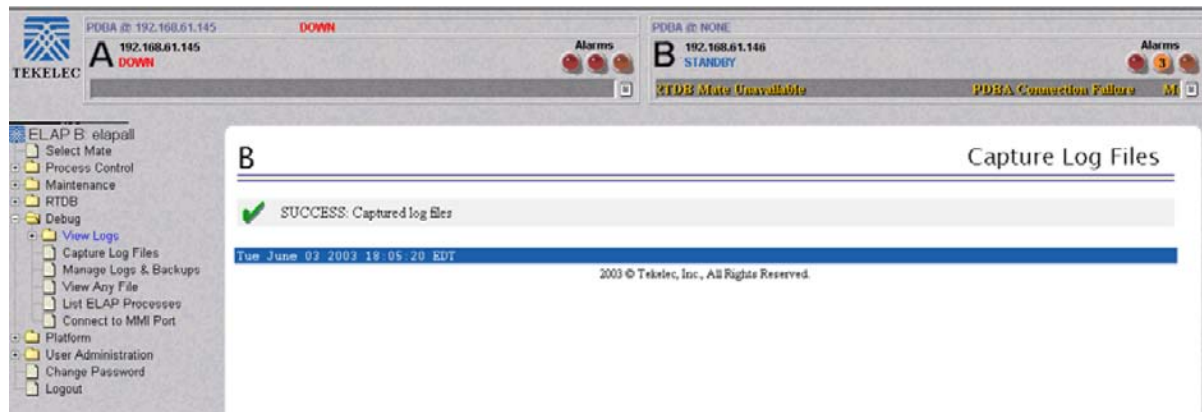 PDBA @ 192.168.61.145 DOWN
A 192.168.61.145
DOWN
Alarms
TEKELEC
PDBA @ NONE
B 192.168.61.146
STANDBY
Alarms
3
RTDB Mate Unavailable PDBA Connection Failure M
ELAP B: elapall
Select Mate
Process Control
Maintenance
RTDB
Debug
View Logs
Capture Log Files
Manage Logs & Backups
View Any File
List ELAP Processes
Connect to MMI Port
Platform
User Administration
Change Password
Logout
B Capture Log Files
SUCCESS: Captured log files
Tue June 03 2003 18:05:20 EDT
2003 © Tekelec, Inc., All Rights Reserved.